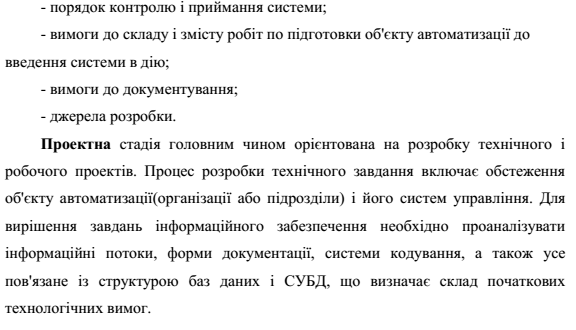 - порядок контролю і приймання системи;
- вимоги до складу і змісту робіт по підготовки об'єкту автоматизації до
введення системи в дію;
- вимоги до документування;
- джерела розробки.
Проектна стадія головним чином орієнтована на розробку технічного і
робочого проектів. Процес розробки технічного завдання включає обстеження
об'єкту автоматизації(організації або підрозділи) і його систем управління. Для
вирішення завдань інформаційного забезпечення необхідно проаналізувати
інформаційні потоки, форми документації, системи кодування, а також усе
пов'язане із структурою баз даних і СУБД, що визначає склад початкових
технологічних вимог.